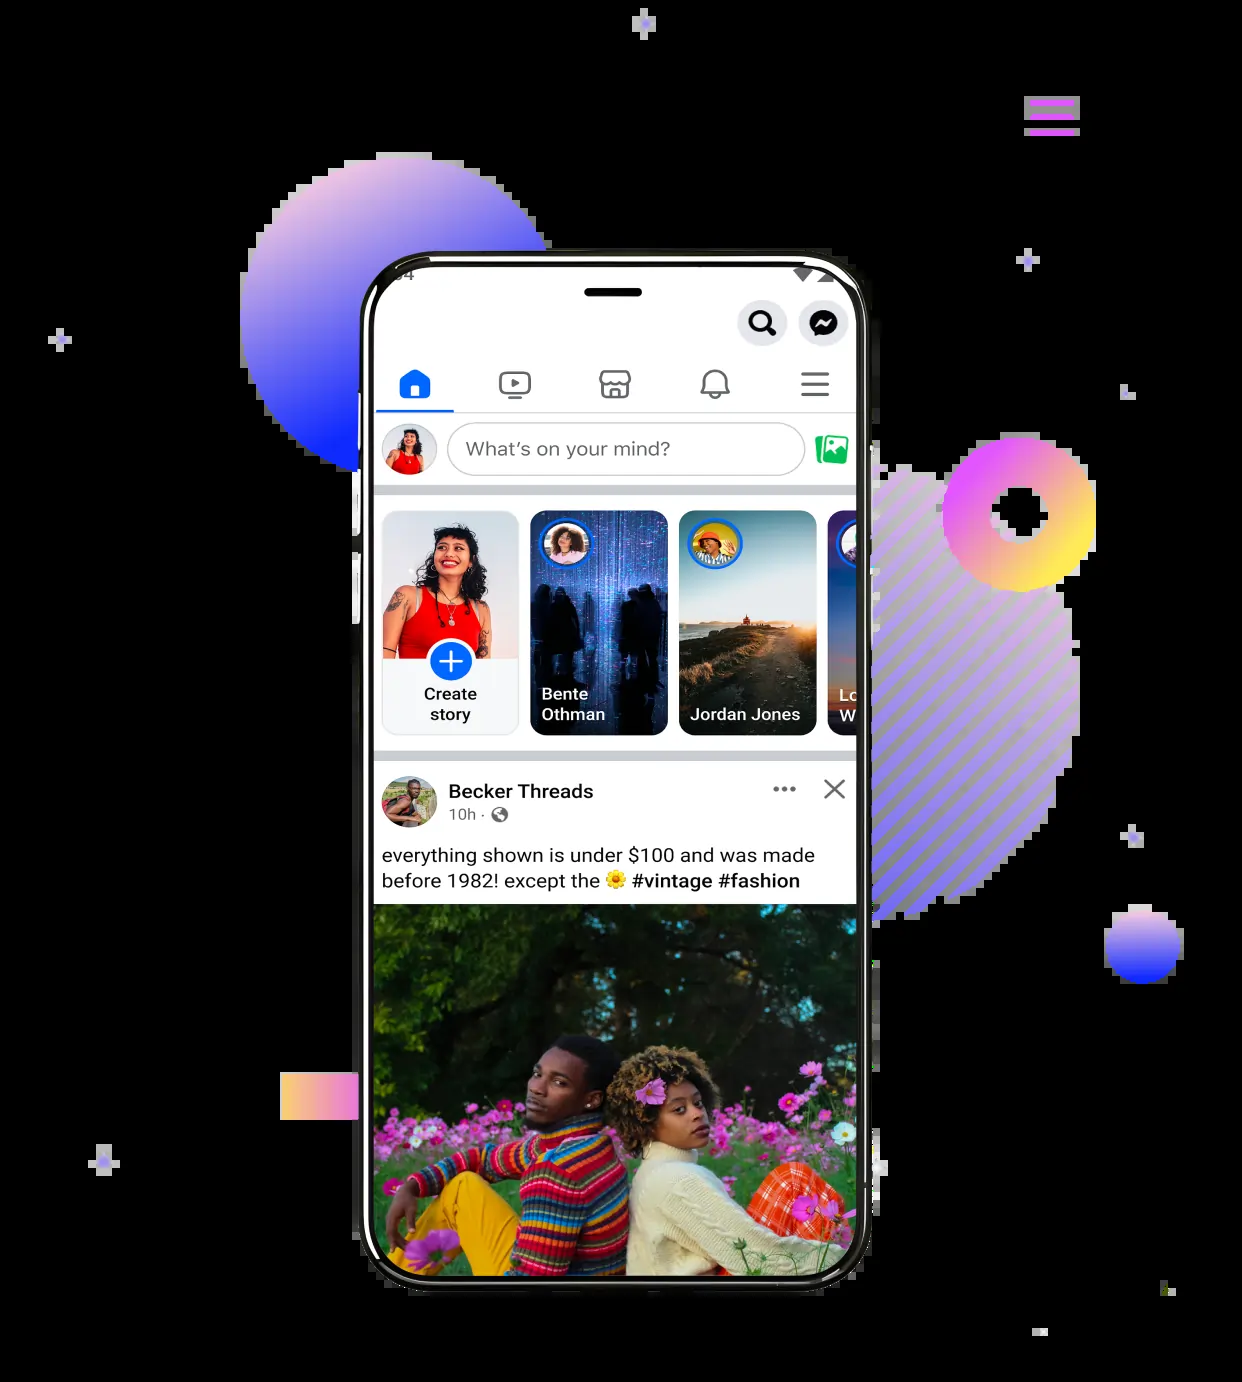 What's on your mind?
Create
story
Bente
Othman
Jordan Jones
Becker Threads
10h ·
everything shown is under $100 and was made
before 1982! except the 🌼 #vintage #fashion